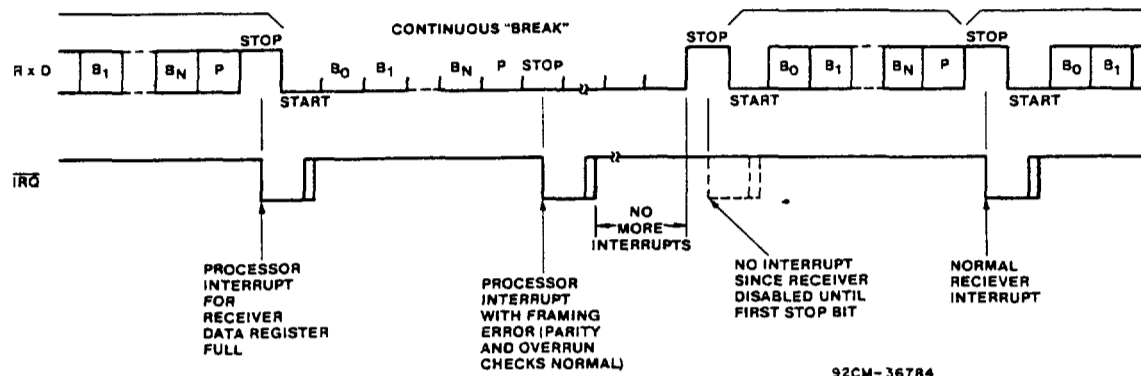 CONTINUOUS "BREAK"
STOP
STOP
STOP
R x D
B1
BN
P
B0
B1
BN
P
STOP
B0
B1
BN
P
B0
B1
START
START
START
IRQ
NO
MORE
INTERRUPTS
PROCESSOR
INTERRUPT
FOR
RECEIVER
DATA REGISTER
FULL
PROCESSOR
INTERRUPT
WITH FRAMING
ERROR (PARITY
AND OVERRUN
CHECKS NORMAL)
NO INTERRUPT
SINCE RECEIVER
DISABLED UNTIL
FIRST STOP BIT
NORMAL
RECIEVER
INTERRUPT
92CM-36784